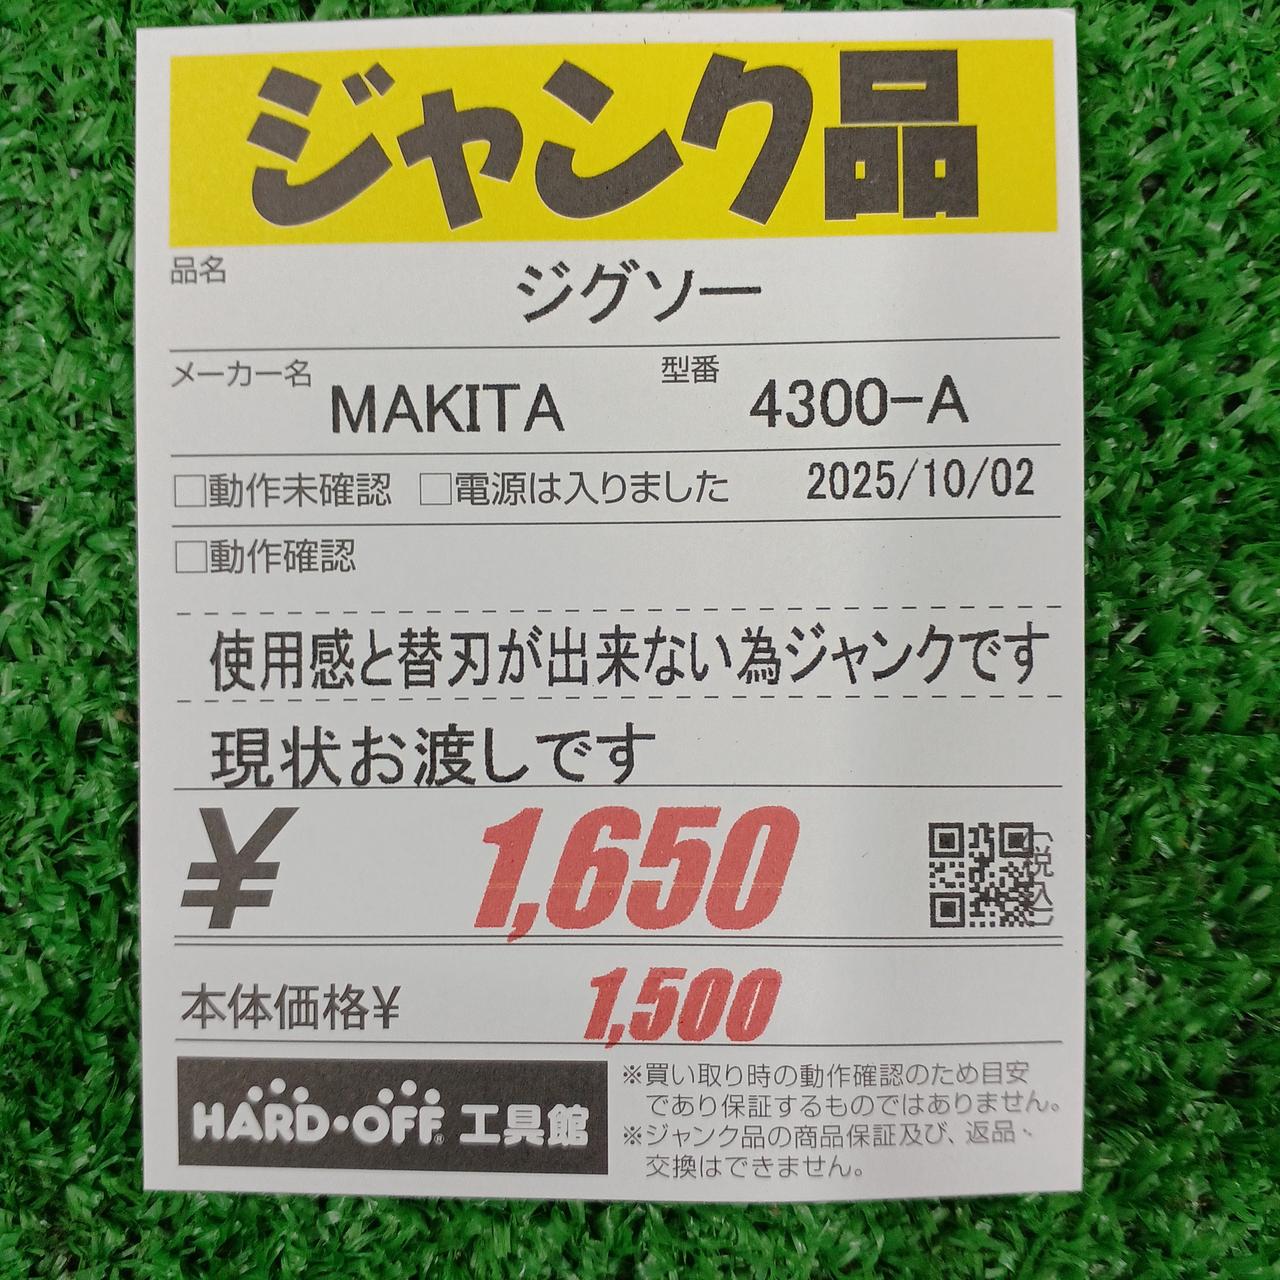 ジャンク品
品名 ジグソー
メーカー名 MAKITA 型番 4300-A
□動作未確認 □電源は入りました 2025/10/02
□動作確認
使用感と替刃が出来ない為ジャンクです
現状お渡しです
¥ 1,650 (税込)
本体価格¥ 1,500
HARD・OFF® 工具館
※買い取り時の動作確認のため目安
であり保証するものではありません。
※ジャンク品の商品保証及び、返品、
交換はできません。